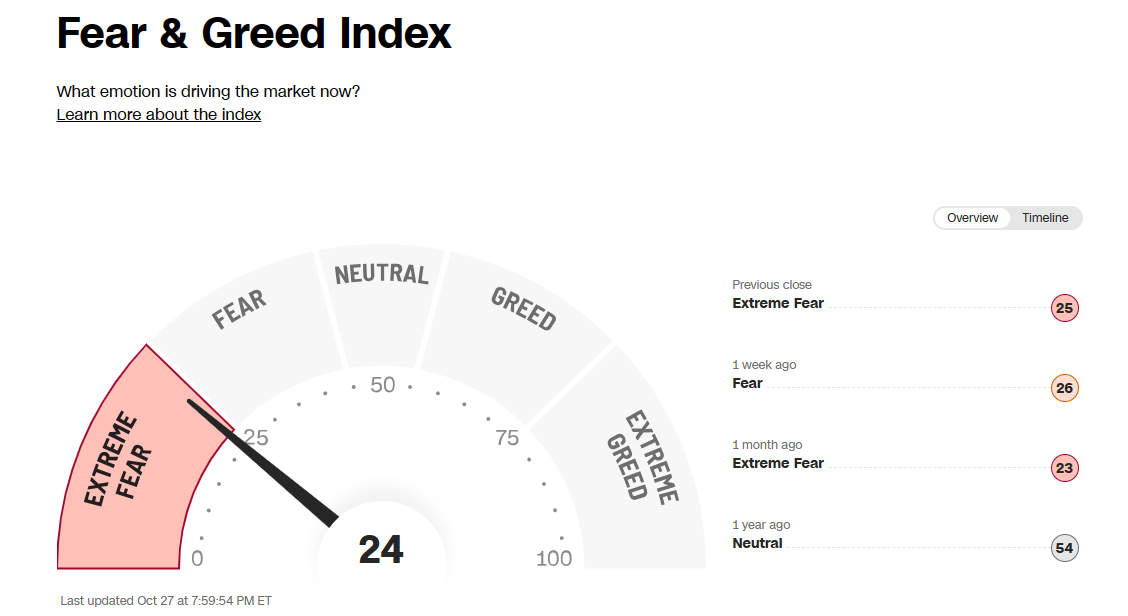 Fear & Greed Index
What emotion is driving the market now?
Learn more about the index
Overview
Timeline
EXTREME
FEAR
FEAR
NEUTRAL
GREED
EXTREME
GREED
0
25
50
75
100
24
Previous close
Extreme Fear
25
1 week ago
Fear
26
1 month ago
Extreme Fear
23
1 year ago
Neutral
54
Last updated Oct 27 at 7:59:54 PM ET